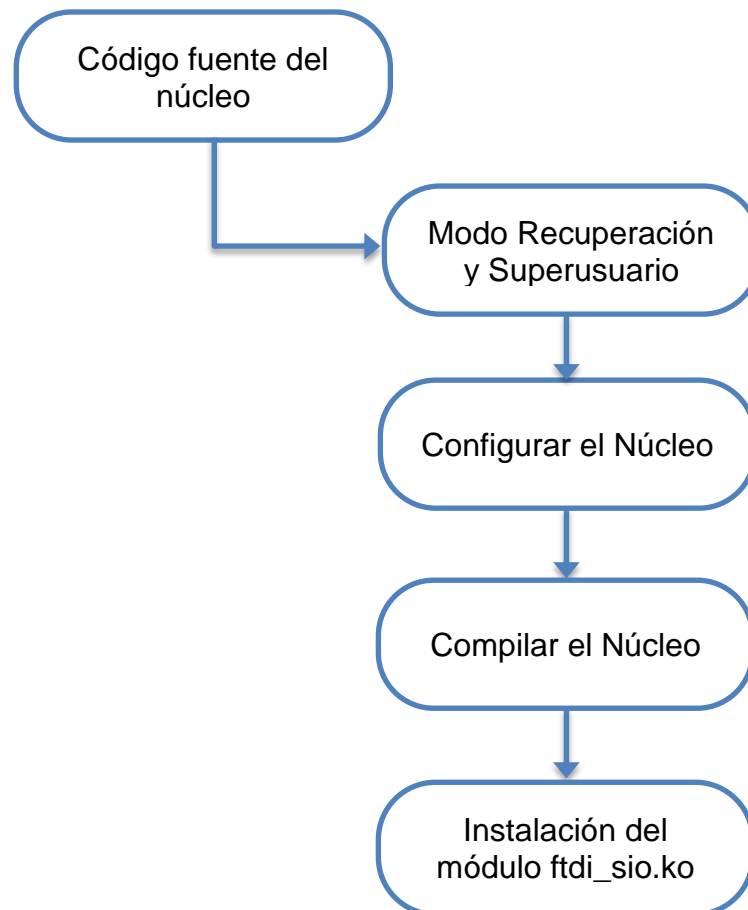 Código fuente del
núcleo
Modo Recuperación
y Superusuario
Configurar el Núcleo
Compilar el Núcleo
Instalación del
módulo ftdi_sio.ko